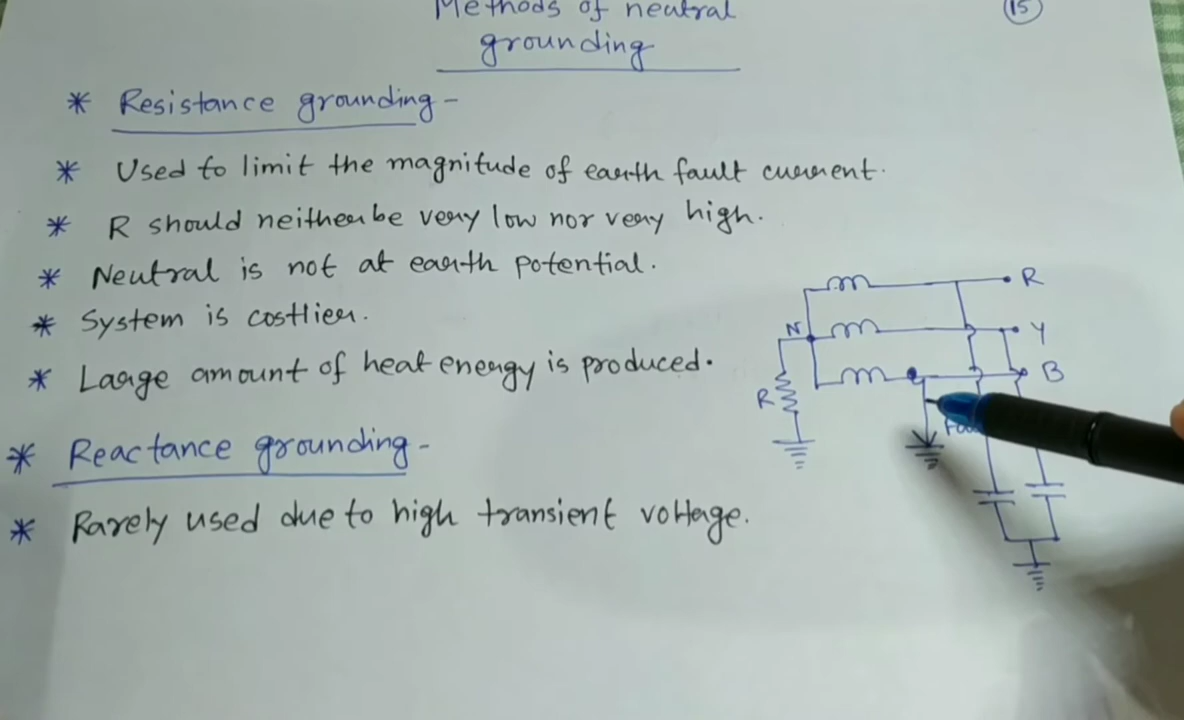 Methods of neutral
15
grounding
* Resistance grounding -
* Used to limit the magnitude of earth fault current.
* R should neither be very low nor very high.
* Neutral is not at earth potential.
* System is costlier.
* Large amount of heat energy is produced.
* Reactance grounding -
* Rarely used due to high transient voltage.
R
N
Y
B
R